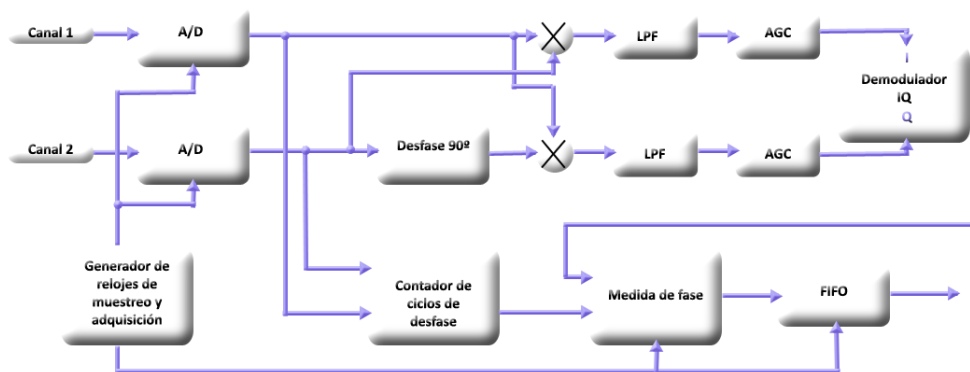 Canal 1
A/D
LPF
AGC
I
Demodulador
IQ
Q
Canal 2
A/D
Desfase 90º
LPF
AGC
Generador de
relojes de
muestreo y
adquisición
Contador de
ciclos de
desfase
Medida de fase
FIFO